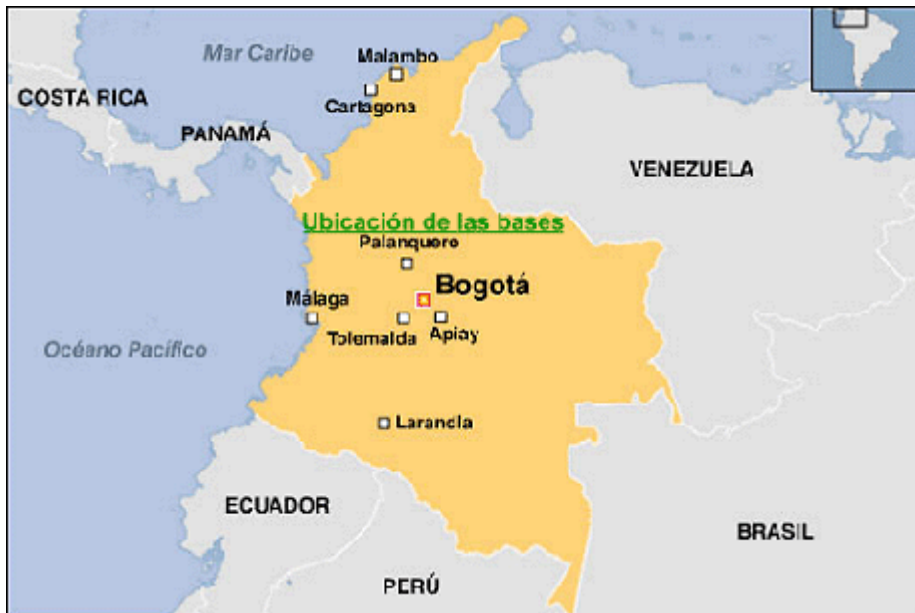 Mar Caribe
Malambo
COSTA RICA
Cartagena
PANAMÁ
VENEZUELA
Ubicación de las bases
Palanquero
Bogotá
Málaga
Tolemaida
Apiay
Océano Pacífico
Larandia
ECUADOR
BRASIL
PERÚ